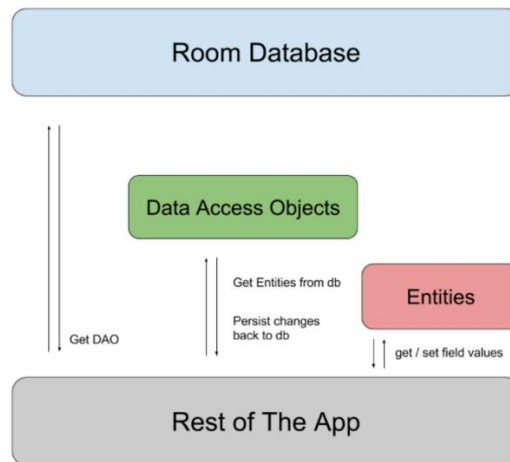 Room Database
Data Access Objects
Get Entities from db
Entities
Persist changes
back to db
Get DAO
get / set field values
Rest of The App